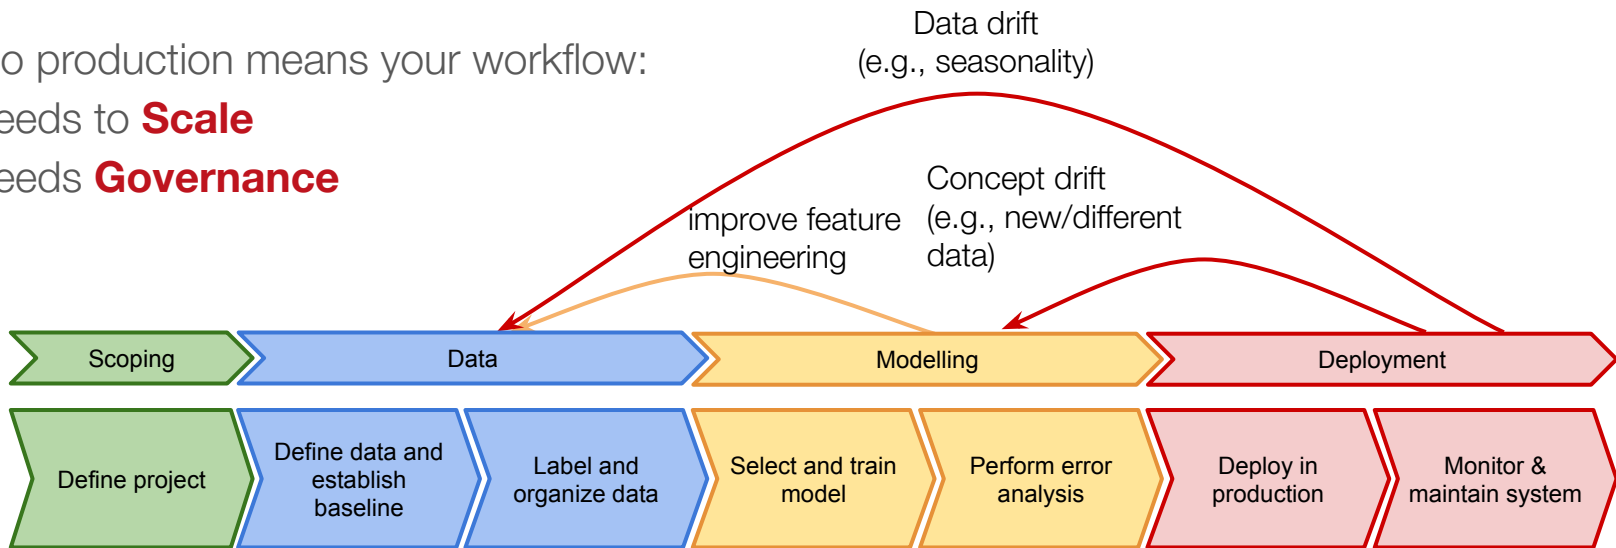 o production means your workflow:
eeds to Scale
eeds Governance
Data drift
(e.g., seasonality)
Concept drift
(e.g., new/different
data)
improve feature
engineering
Scoping
Data
Modelling
Deployment
Define project
Define data and
establish
baseline
Label and
organize data
Select and train
model
Perform error
analysis
Deploy in
production
Monitor &
maintain system